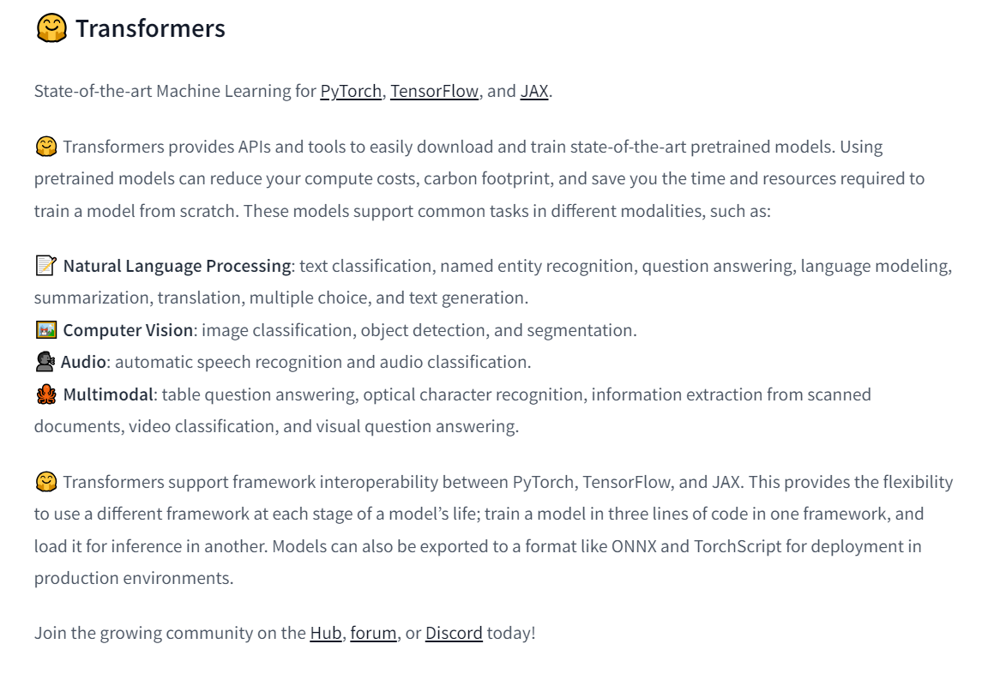 🤗 Transformers
State-of-the-art Machine Learning for PyTorch, TensorFlow, and JAX.
🤗 Transformers provides APIs and tools to easily download and train state-of-the-art pretrained models. Using
pretrained models can reduce your compute costs, carbon footprint, and save you the time and resources required to
train a model from scratch. These models support common tasks in different modalities, such as:
📝 Natural Language Processing: text classification, named entity recognition, question answering, language modeling,
summarization, translation, multiple choice, and text generation.
🖼️ Computer Vision: image classification, object detection, and segmentation.
🗣️ Audio: automatic speech recognition and audio classification.
🐙 Multimodal: table question answering, optical character recognition, information extraction from scanned
documents, video classification, and visual question answering.
🤗 Transformers support framework interoperability between PyTorch, TensorFlow, and JAX. This provides the flexibility
to use a different framework at each stage of a model’s life; train a model in three lines of code in one framework, and
load it for inference in another. Models can also be exported to a format like ONNX and TorchScript for deployment in
production environments.
Join the growing community on the Hub, forum, or Discord today!